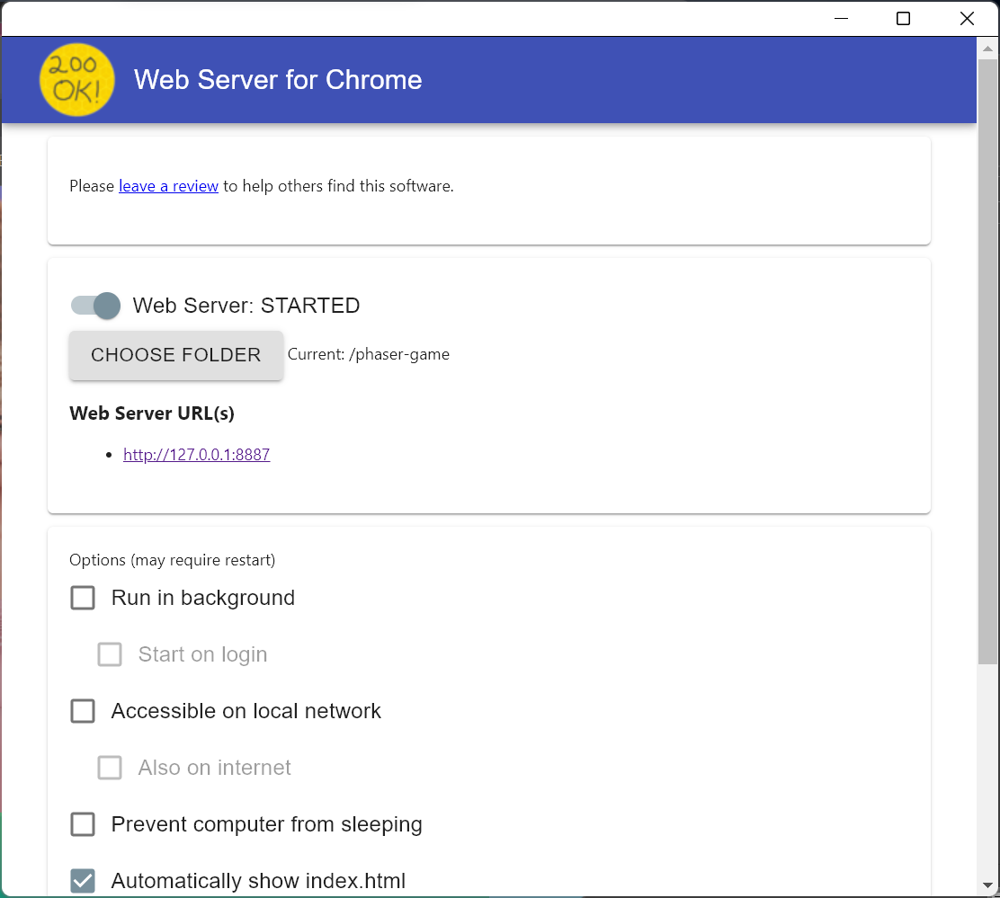 200
OK!
Web Server for Chrome
Please leave a review to help others find this software.
Web Server: STARTED
CHOOSE FOLDER Current: /phaser-game
Web Server URL(s)
http://127.0.0.1:8887
Options (may require restart)
Run in background
Start on login
Accessible on local network
Also on internet
Prevent computer from sleeping
Automatically show index.html